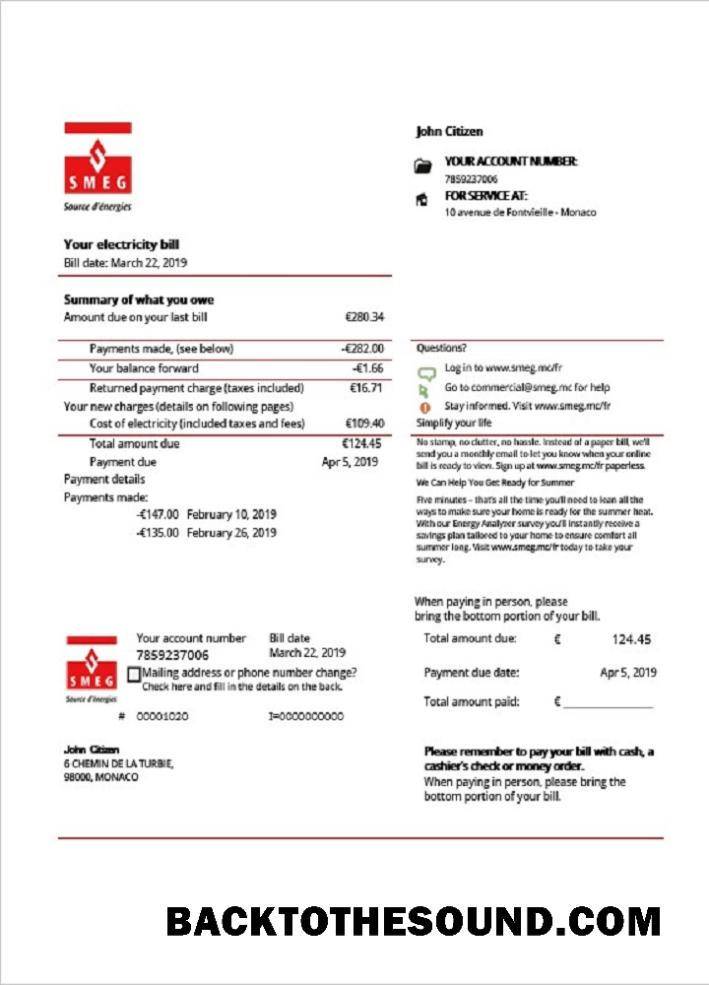 SMEG
Source d'énergies
John Citizen
YOUR ACCOUNT NUMBER:
7859237006
FOR SERVICE AT:
10 avenue de Fontvieille - Monaco
Your electricity bill
Bill date: March 22, 2019
Summary of what you owe
Amount due on your last bill €280.34
Payments made, (see below) -€282.00
Your balance forward -€1.66
Returned payment charge (taxes included) €16.71
Your new charges (details on following pages)
Cost of electricity (included taxes and fees) €109.40
Total amount due €124.45
Payment due Apr 5, 2019
Payment details
Payments made:
-€147.00 February 10, 2019
-€135.00 February 26, 2019
Questions?
Log in to www.smeg.mc/fr
Go to commercial@smeg.mc for help
Stay informed. Visit www.smeg.mc/fr
Simplify your life
No stamp, no clutter, no hassle. Instead of a paper bill, we'll
send you a monthly email to let you know when your online
bill is ready to view. Sign up at www.smeg.mc/fr paperless.
We Can Help You Get Ready for Summer
Five minutes – that's all the time you'll need to lean all the
ways to make sure your home is ready for the summer heat.
With our Energy Analyzer survey you'll instantly receive a
savings plan tailored to your home to ensure comfort all
summer long. Visit www.smeg.mc/fr today to take your
survey.
When paying in person, please
bring the bottom portion of your bill.
Total amount due: € 124.45
Payment due date: Apr 5, 2019
Total amount paid: € ____________
Please remember to pay your bill with cash, a
cashier's check or money order.
When paying in person, please bring the
bottom portion of your bill.
SMEG
Source d'énergies
Your account number Bill date
7859237006 March 22, 2019
Mailing address or phone number change?
Check here and fill in the details on the back.
# 00001020 I=0000000000
John Citizen
6 CHEMIN DE LA TURBIE,
98000, MONACO
BACKTOTHESOUND.COM